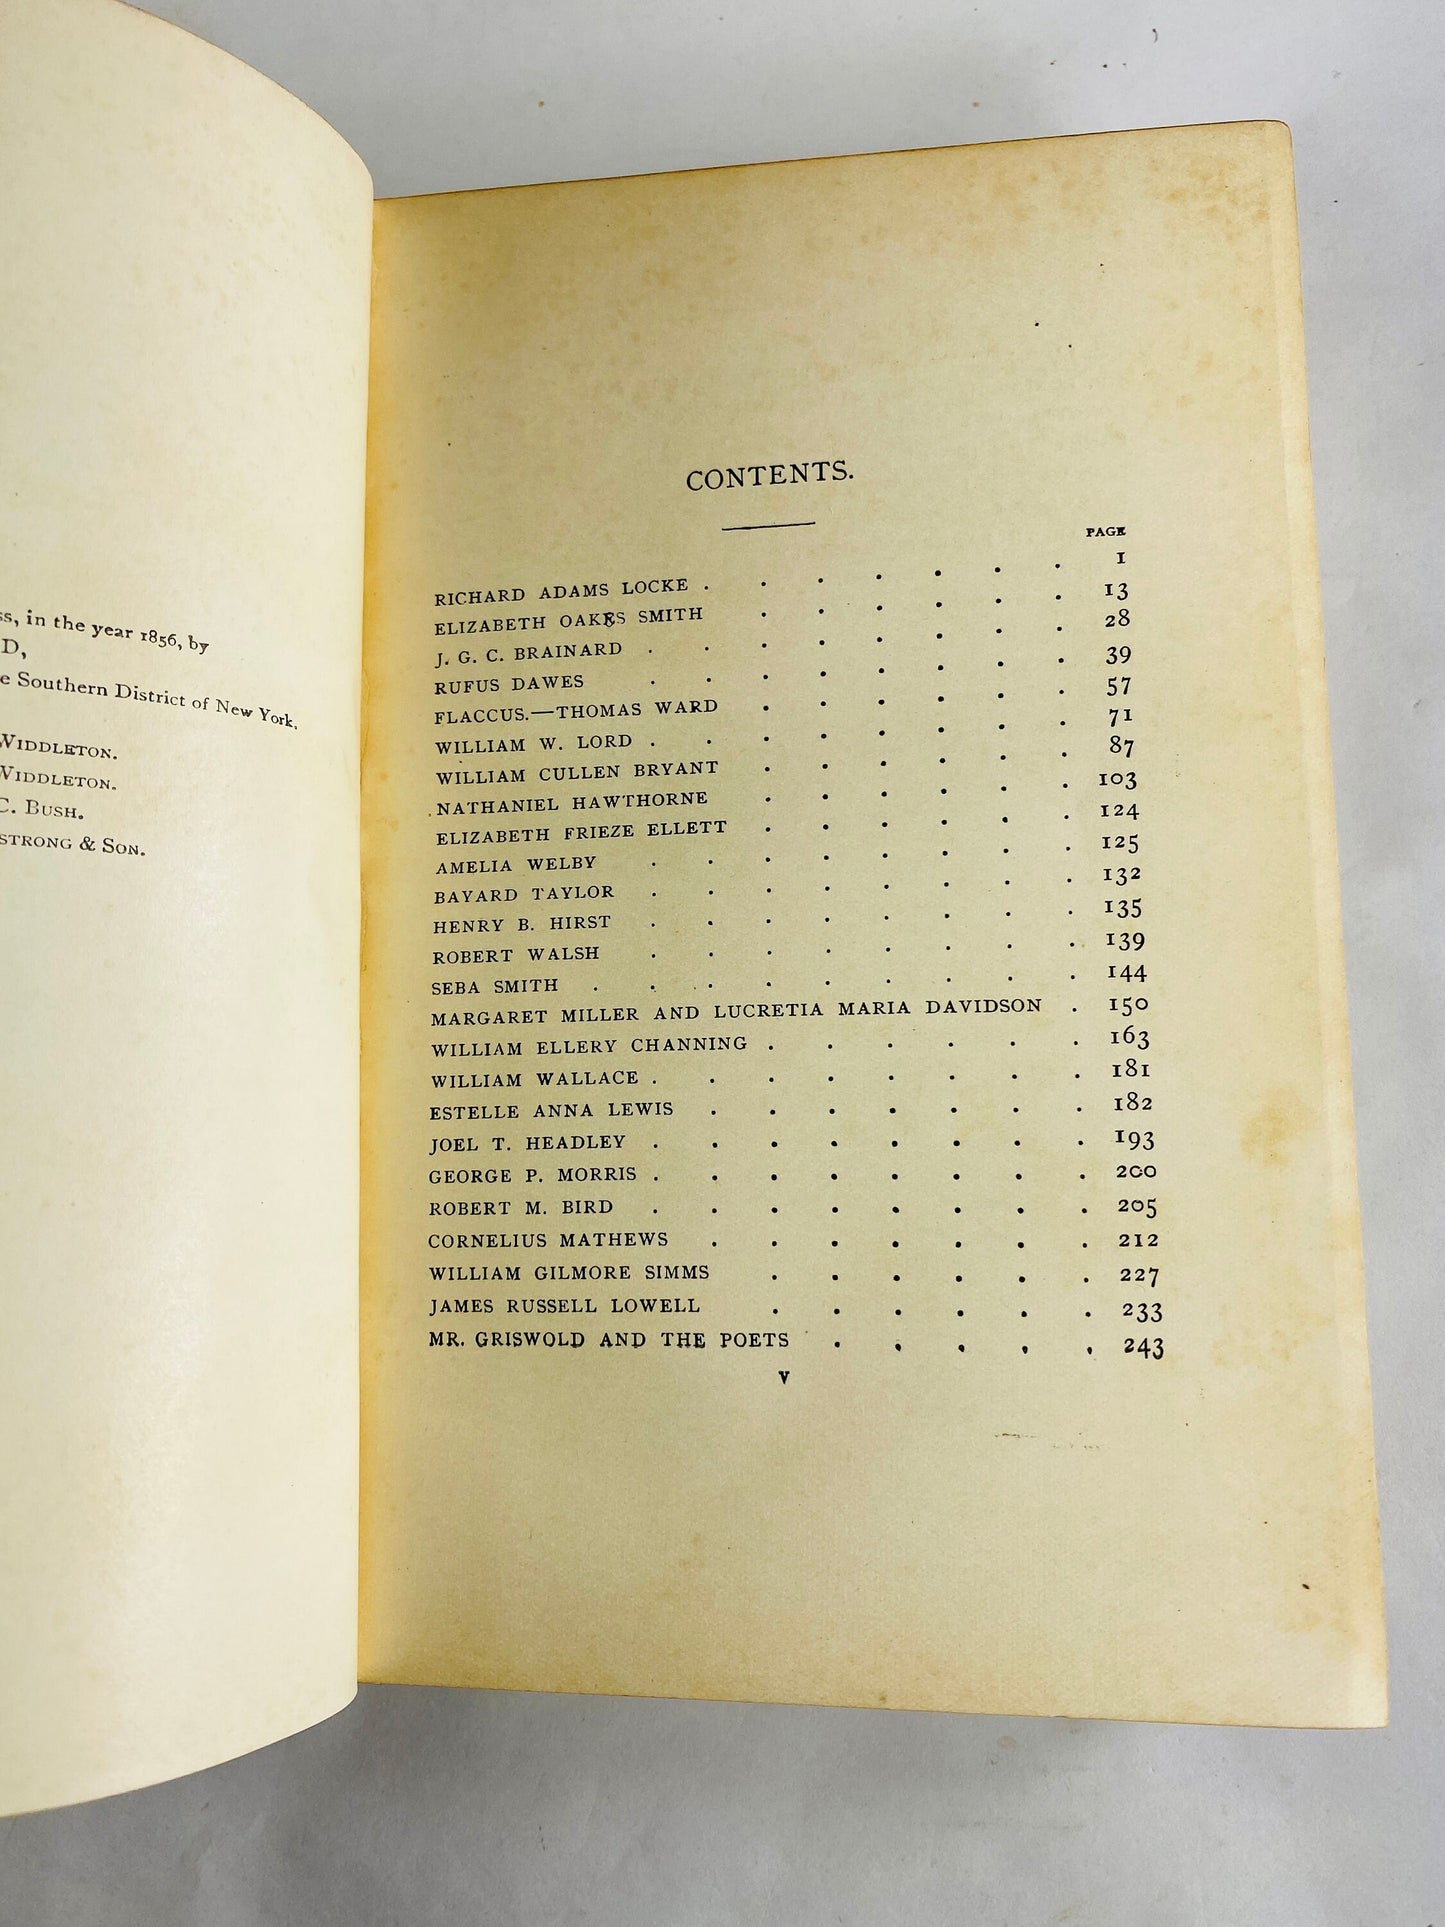 ss, in the year 1856, by
D,
e Southern District of New York.
WIDDLETON.
WIDDLETON.
C. BUSH.
STRONG & SON.
CONTENTS.
PAGE
RICHARD ADAMS LOCKE . . . . . . . 1
ELIZABETH OAKES SMITH . . . . . . 13
J. G. C. BRAINARD . . . . . . . . 28
RUFUS DAWES . . . . . . . . 39
FLACCUS.—THOMAS WARD . . . . . . 57
WILLIAM W. LORD . . . . . . . . 71
WILLIAM CULLEN BRYANT . . . . . . 87
NATHANIEL HAWTHORNE . . . . . . 103
ELIZABETH FRIEZE ELLETT . . . . . . 124
AMELIA WELBY . . . . . . . . 125
BAYARD TAYLOR . . . . . . . . 132
HENRY B. HIRST . . . . . . . . 135
ROBERT WALSH . . . . . . . . 139
SEBA SMITH . . . . . . . . . 144
MARGARET MILLER AND LUCRETIA MARIA DAVIDSON . 150
WILLIAM ELLERY CHANNING . . . . . . 163
WILLIAM WALLACE . . . . . . . . 181
ESTELLE ANNA LEWIS . . . . . . . 182
JOEL T. HEADLEY . . . . . . . . 193
GEORGE P. MORRIS . . . . . . . . 200
ROBERT M. BIRD . . . . . . . . 205
CORNELIUS MATHEWS . . . . . . . 212
WILLIAM GILMORE SIMMS . . . . . . 227
JAMES RUSSELL LOWELL . . . . . . 233
MR. GRISWOLD AND THE POETS . . . . . 243
V